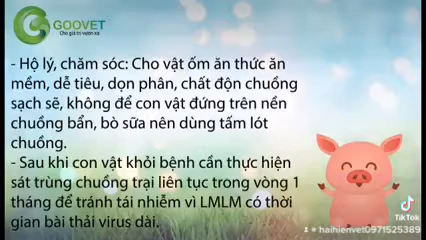 GOOVET
Cho giá trị vươn xa
- Hộ lý, chăm sóc: Cho vật ốm ăn thức ăn
mềm, dễ tiêu, dọn phân, chất độn chuồng
sạch sẽ, không để con vật đứng trên nền
chuồng bẩn, bò sữa nên dùng tấm lót
chuồng.
- Sau khi con vật khỏi bệnh cần thực hiện
sát trùng chuồng trại liên tục trong vòng 1
tháng để tránh tái nhiễm vì LMLM có thời
gian bài thải virus dài.
TikTok
haihienvet0971525389